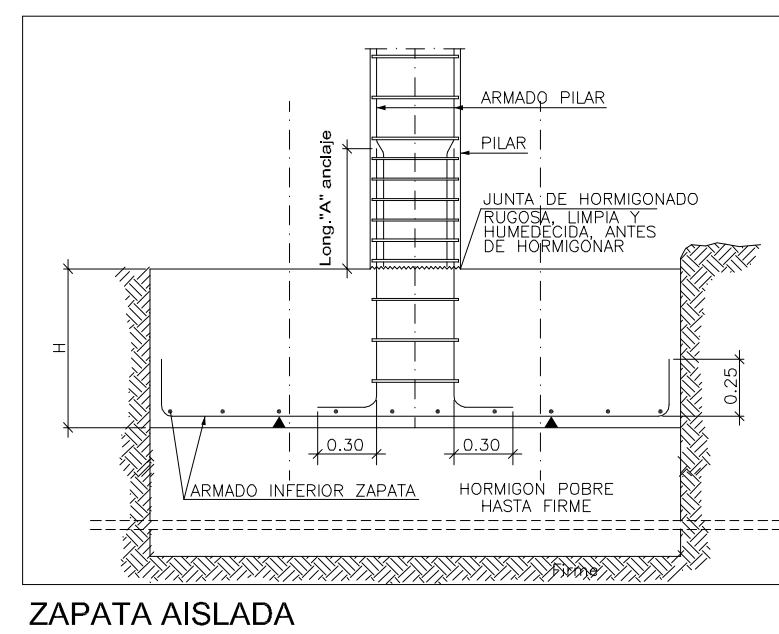 ARMADO PILAR
PILAR
Long."A" anclaje
JUNTA DE HORMIGONADO
RUGOSA, LIMPIA Y
HUMEDECIDA, ANTES
DE HORMIGONAR
H
0.25
0.30
0.30
ARMADO INFERIOR ZAPATA
HORMIGON POBRE
HASTA FIRME
Firme
ZAPATA AISLADA